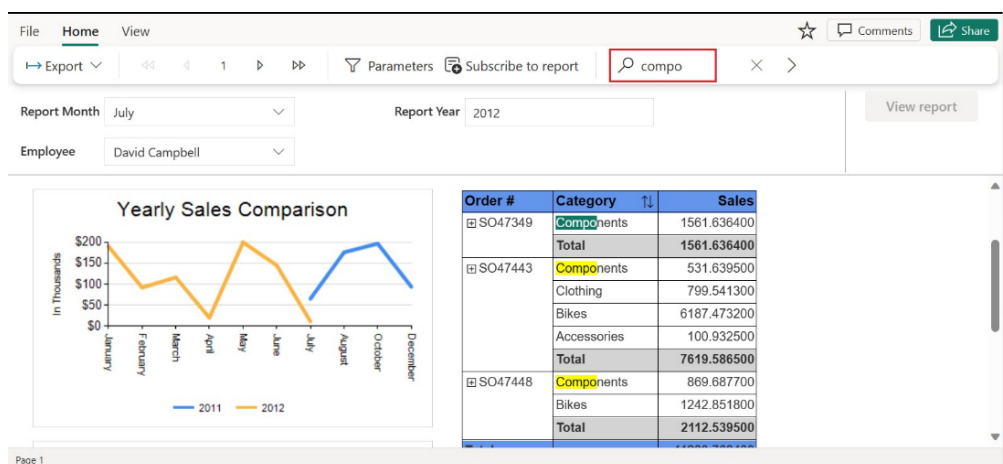 File Home View Comments Share
Export 1 Parameters Subscribe to report compo
Report Month July Report Year 2012 View report
Employee David Campbell
Yearly Sales Comparison
In Thousands
$200
$150
$100
$50
$0
January
February
March
April
May
June
July
August
October
December
2011 2012
Order # Category Sales
SO47349 Components 1561.636400
Total 1561.636400
SO47443 Components 531.639500
Clothing 799.541300
Bikes 6187.473200
Accessories 100.932500
Total 7619.586500
SO47448 Components 869.687700
Bikes 1242.851800
Total 2112.539500
Page 1